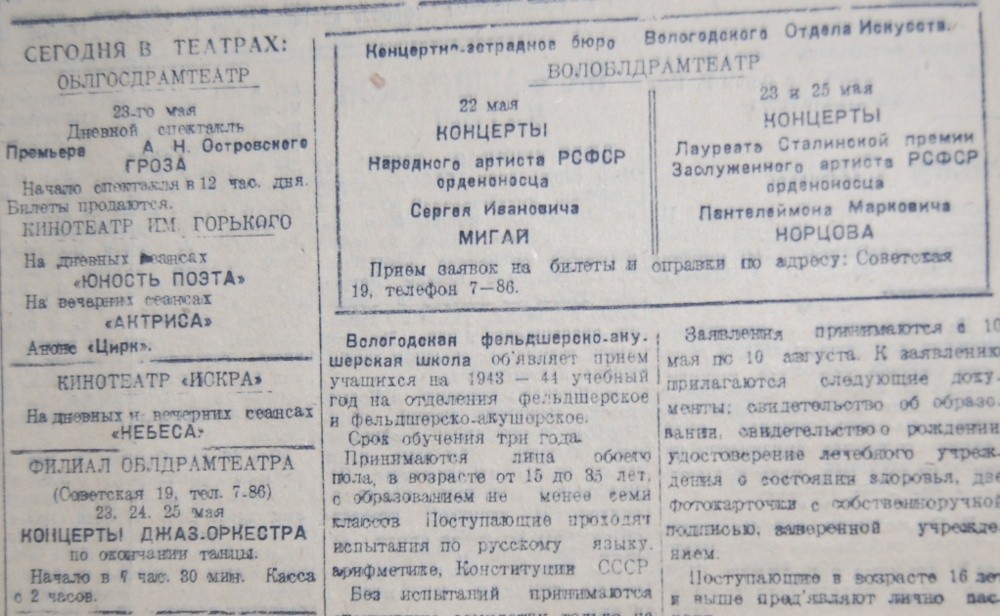 СЕГОДНЯ В ТЕАТРАХ:
ОБЛГОСДРАМТЕАТР
23-го мая
Дневной спектакль
Премьера А. Н. Островского
ГРОЗА
Начало спектакля в 12 час. дня.
Билеты продаются.
КИНОТЕАТР ИМ. ГОРЬКОГО
На дневных сеансах
«ЮНОСТЬ ПОЭТА»
На вечерних сеансах
«АКТРИСА»
Анонс «Цирк».
КИНОТЕАТР «ИСКРА»
На дневных и вечерних сеансах
«НЕБЕСА»
ФИЛИАЛ ОБЛДРАМТЕАТРА
(Советская 19, тел. 7-86)
23, 24, 25 мая
КОНЦЕРТЫ ДЖАЗ-ОРКЕСТРА
по окончании танцы.
Начало в 7 час. 30 мин. Касса
с 2 часов.
Концертно-эстрадное бюро Вологодского Отдела Искусств.
ВОЛОБЛДРАМТЕАТР
22 мая
КОНЦЕРТЫ
Народного артиста РСФСР
орденоносца
Сергея Ивановича
МИГАЙ
23 и 25 мая
КОНЦЕРТЫ
Лауреата Сталинской премии
Заслуженного артиста РСФСР
орденоносца
Пантелеймона Марковича
НОРЦОВА
Прием заявок на билеты и справки по адресу: Советская
19, телефон 7—86.
Вологодская фельдшерско-аку-
шерская школа об'являет прием
учащихся на 1943 — 44 учебный
год на отделения фельдшерское
и фельдшерско-акушорское.
Срок обучения три года.
Принимаются лица обоего
пола, в возрасте от 15 до 35 лет,
с образованием не менее семи
классов Поступающие проходят
испытания по русскому языку,
арифметике, Конституции СССР
Без испытаний принимаются
Заявления принимаются с 10
мая по 10 августа. К заявлению
прилагаются следующие доку-
менты: свидетельство об образо-
вании, свидетельство о рождении
удостоверение лечебного учреж-
дения о состоянии здоровья, две
фотокарточки с собственноручной
подписью, заверенной учрежде-
нием.
Поступающие в возрасте 16 лет
и выше пред'являют лично пас-